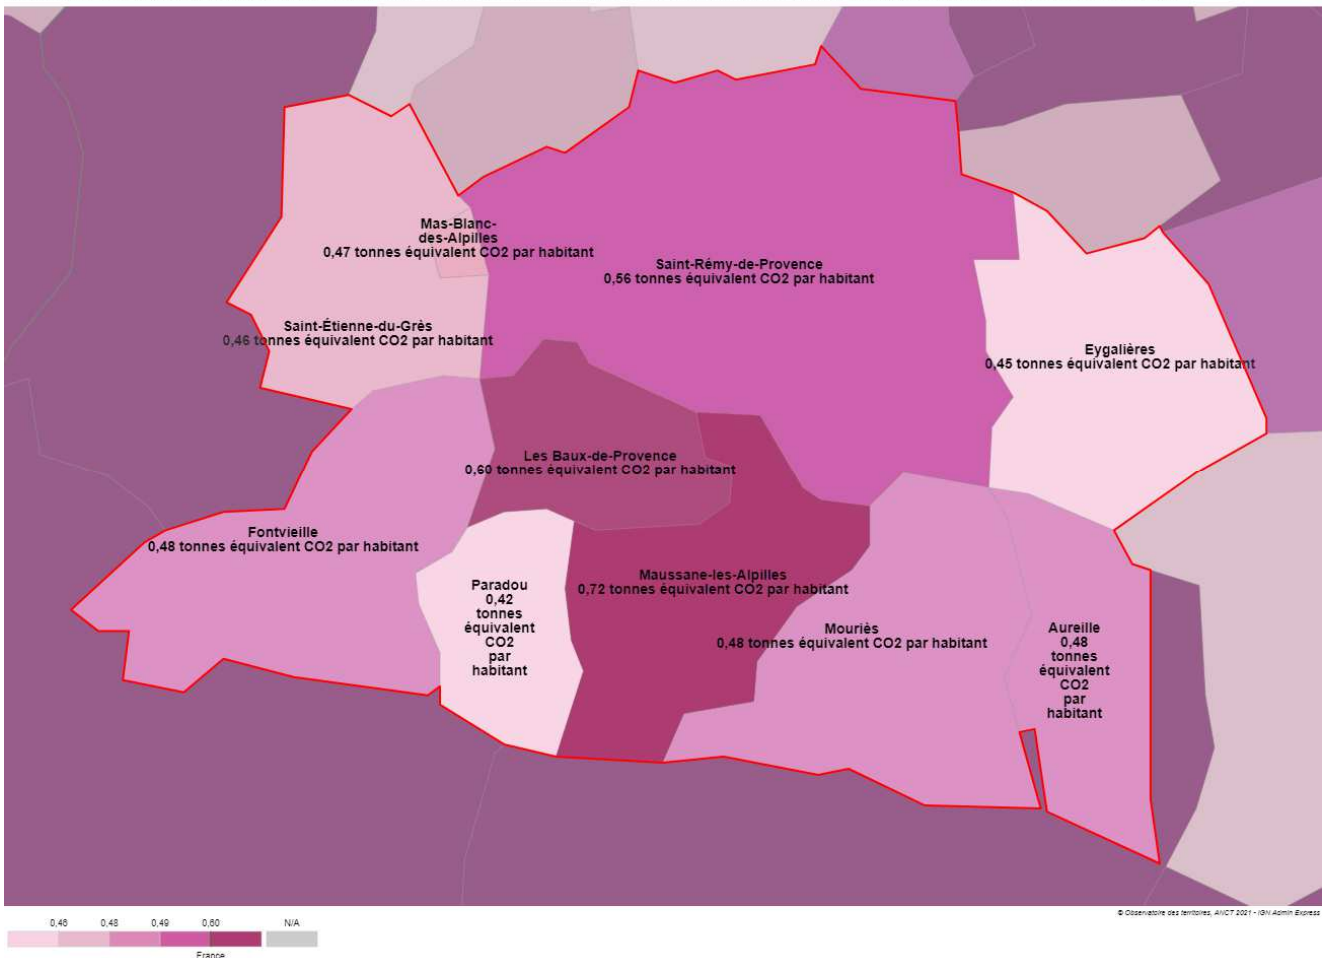 Mas-Blanc-
des-Alpilles
0,47 tonnes équivalent CO2 par habitant
Saint-Rémy-de-Provence
0,56 tonnes équivalent CO2 par habitant
Saint-Étienne-du-Grès
0,46 tonnes équivalent CO2 par habitant
Eygalières
0,45 tonnes équivalent CO2 par habitant
Les Baux-de-Provence
0,60 tonnes équivalent CO2 par habitant
Fontvieille
0,48 tonnes équivalent CO2 par habitant
Paradou
0,42
tonnes
équivalent
CO2
par
habitant
Maussane-les-Alpilles
0,72 tonnes équivalent CO2 par habitant
Mouriès
0,48 tonnes équivalent CO2 par habitant
Aureille
0,48
tonnes
équivalent
CO2
par
habitant
© Observatoire des territoires, ANCT 2021 - IGN Admin Express
0,46 0,48 0,49 0,60 N/A
France